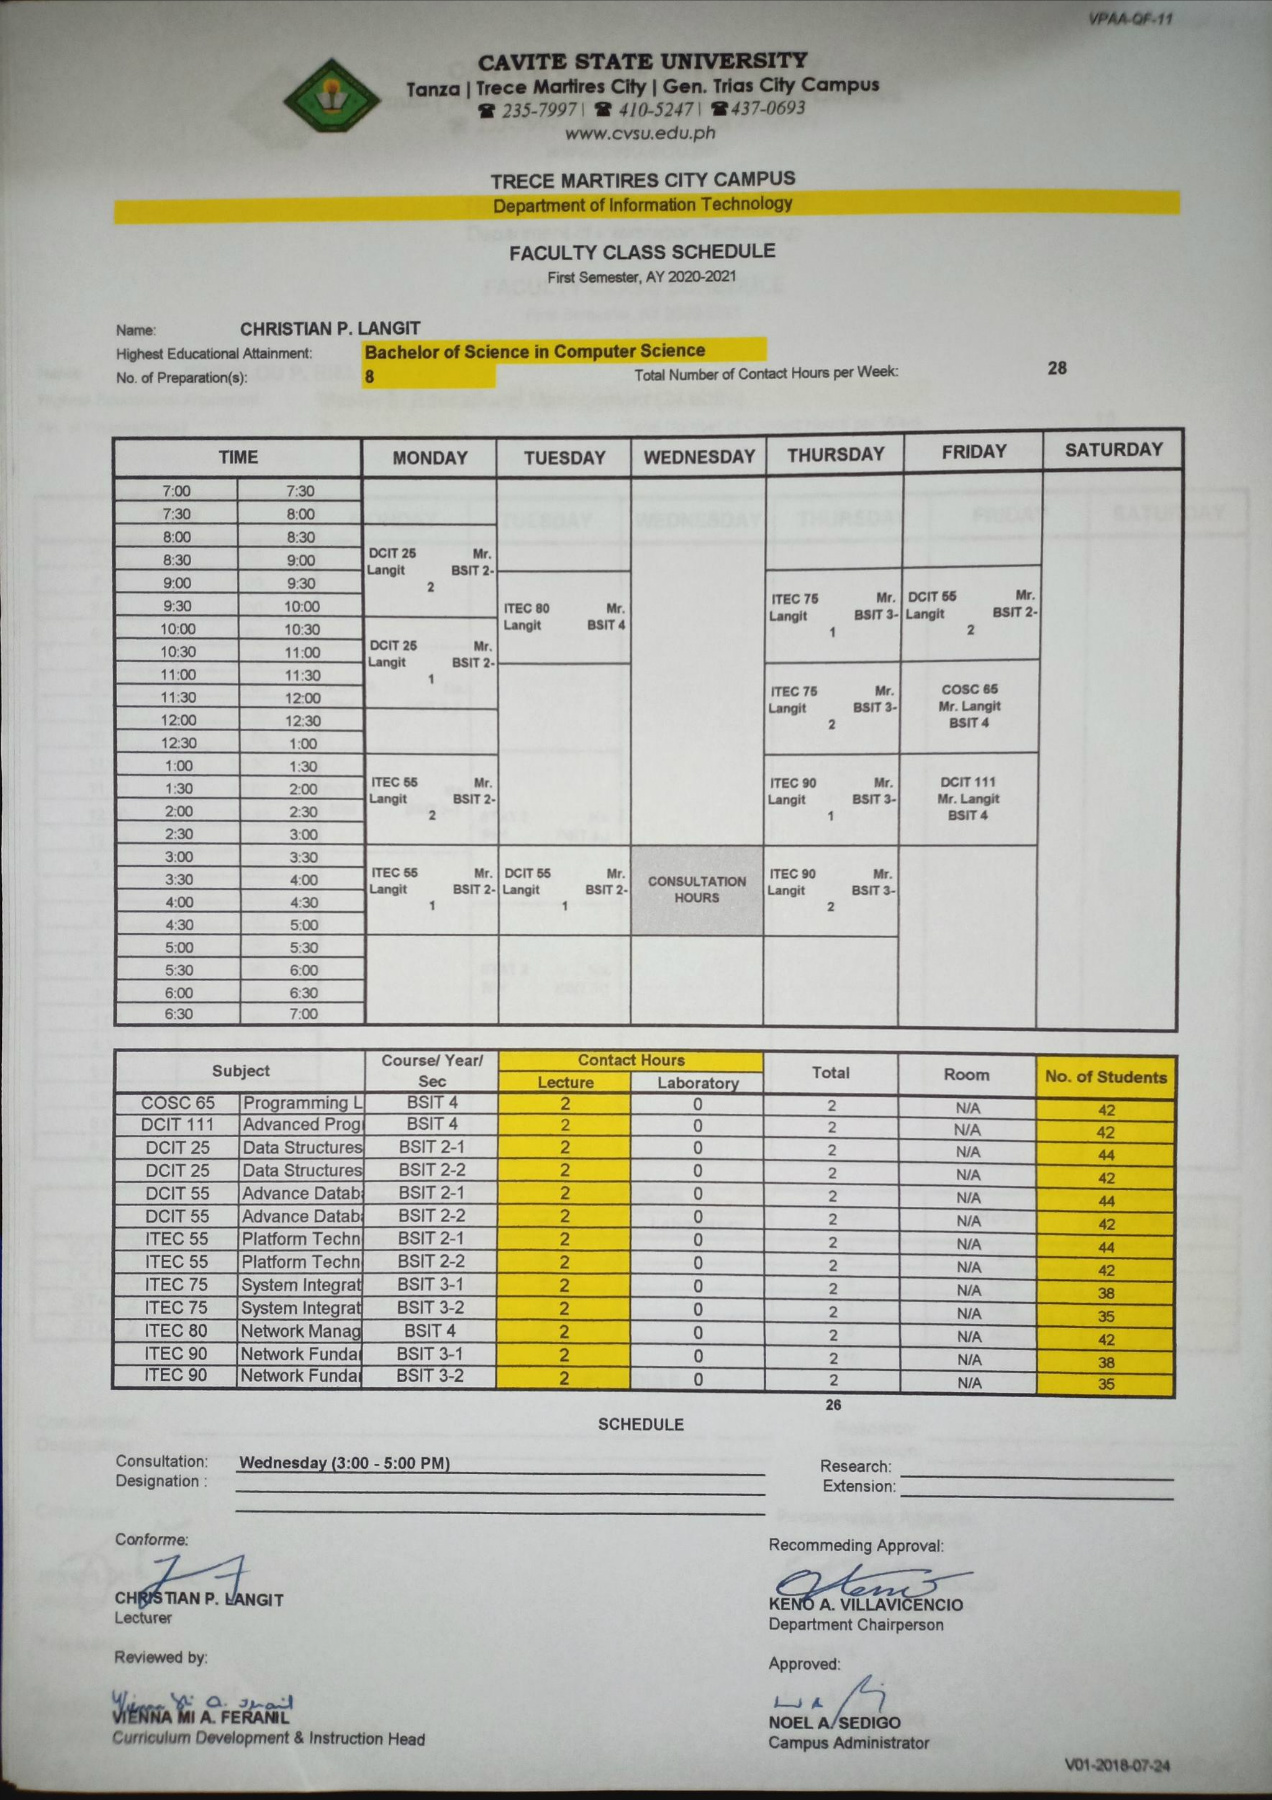 VPAA-QF-11
CAVITE STATE UNIVERSITY
Tanza | Trece Martires City | Gen. Trias City Campus
☎ 235-7997| ☎ 410-5247| ☎437-0693
www.cvsu.edu.ph
TRECE MARTIRES CITY CAMPUS
Department of Information Technology
FACULTY CLASS SCHEDULE
First Semester, AY 2020-2021
Name: CHRISTIAN P. LANGIT
Highest Educational Attainment: Bachelor of Science in Computer Science
No. of Preparation(s): 8 Total Number of Contact Hours per Week: 28
TIME MONDAY TUESDAY WEDNESDAY THURSDAY FRIDAY SATURDAY
7:00 7:30
7:30 8:00
8:00 8:30
8:30 9:00
9:00 9:30
9:30 10:00
10:00 10:30
10:30 11:00
11:00 11:30
11:30 12:00
12:00 12:30
12:30 1:00
1:00 1:30
1:30 2:00
2:00 2:30
2:30 3:00
3:00 3:30
3:30 4:00
4:00 4:30
4:30 5:00
5:00 5:30
5:30 6:00
6:00 6:30
6:30 7:00
DCIT 25 Mr.
Langit BSIT 2-
2
DCIT 25 Mr.
Langit BSIT 2-
1
ITEC 55 Mr.
Langit BSIT 2-
2
ITEC 55 Mr.
Langit BSIT 2-
1
ITEC 80 Mr.
Langit BSIT 4
DCIT 55 Mr.
Langit BSIT 2-
1
CONSULTATION
HOURS
ITEC 75 Mr.
Langit BSIT 3-
1
ITEC 75 Mr.
Langit BSIT 3-
2
ITEC 90 Mr.
Langit BSIT 3-
1
ITEC 90 Mr.
Langit BSIT 3-
2
DCIT 55 Mr.
Langit BSIT 2-
2
COSC 65
Mr. Langit
BSIT 4
DCIT 111
Mr. Langit
BSIT 4
Subject Course/ Year/ Sec Contact Hours Total Room No. of Students
Lecture Laboratory
COSC 65 Programming L BSIT 4 2 0 2 N/A 42
DCIT 111 Advanced Prog BSIT 4 2 0 2 N/A 42
DCIT 25 Data Structures BSIT 2-1 2 0 2 N/A 44
DCIT 25 Data Structures BSIT 2-2 2 0 2 N/A 42
DCIT 55 Advance Datab BSIT 2-1 2 0 2 N/A 44
DCIT 55 Advance Datab BSIT 2-2 2 0 2 N/A 42
ITEC 55 Platform Techn BSIT 2-1 2 0 2 N/A 44
ITEC 55 Platform Techn BSIT 2-2 2 0 2 N/A 42
ITEC 75 System Integrat BSIT 3-1 2 0 2 N/A 38
ITEC 75 System Integrat BSIT 3-2 2 0 2 N/A 35
ITEC 80 Network Manag BSIT 4 2 0 2 N/A 42
ITEC 90 Network Funda BSIT 3-1 2 0 2 N/A 38
ITEC 90 Network Funda BSIT 3-2 2 0 2 N/A 35
26
SCHEDULE
Consultation: Wednesday (3:00 - 5:00 PM) Research:
Designation : Extension:
Conforme: Recommeding Approval:
CHRISTIAN P. LANGIT KENO A. VILLAVICENCIO
Lecturer Department Chairperson
Reviewed by: Approved:
VIENNA MI A. FERANIL NOEL A. SEDIGO
Curriculum Development & Instruction Head Campus Administrator
V01-2018-07-24